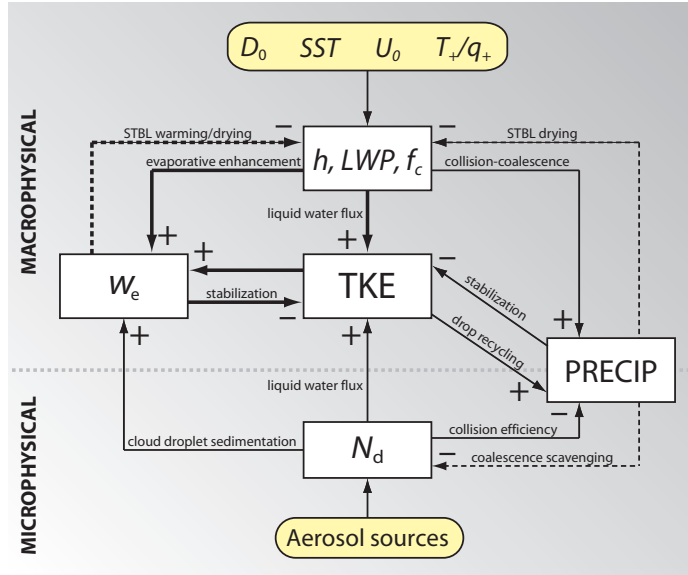 D0 SST U0 T+/q+
STBL warming/drying
−
−
STBL drying
evaporative enhancement
h, LWP, fc
collision-coalescence
liquid water flux
+
+
+
−
MACROPHYSICAL
we
TKE
stabilization
stabilization
−
+
+
drop recycling
+
+
PRECIP
liquid water flux
−
MICROPHYSICAL
cloud droplet sedimentation
Nd
collision efficiency
−
coalescence scavenging
Aerosol sources